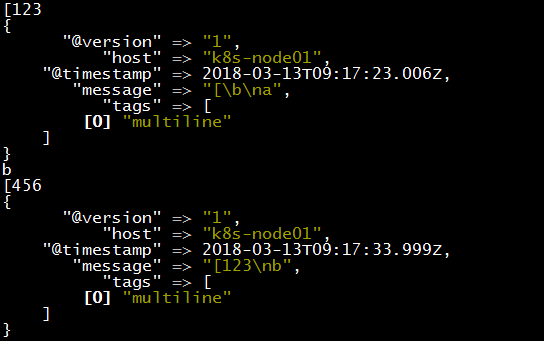 [123
{
"@version" => "1",
"host" => "k8s-node01",
"@timestamp" => 2018-03-13T09:17:23.006Z,
"message" => "[\b\na",
"tags" => [
[0] "multiline"
]
}
b
[456
{
"@version" => "1",
"host" => "k8s-node01",
"@timestamp" => 2018-03-13T09:17:33.999Z,
"message" => "[123\nb",
"tags" => [
[0] "multiline"
]
}